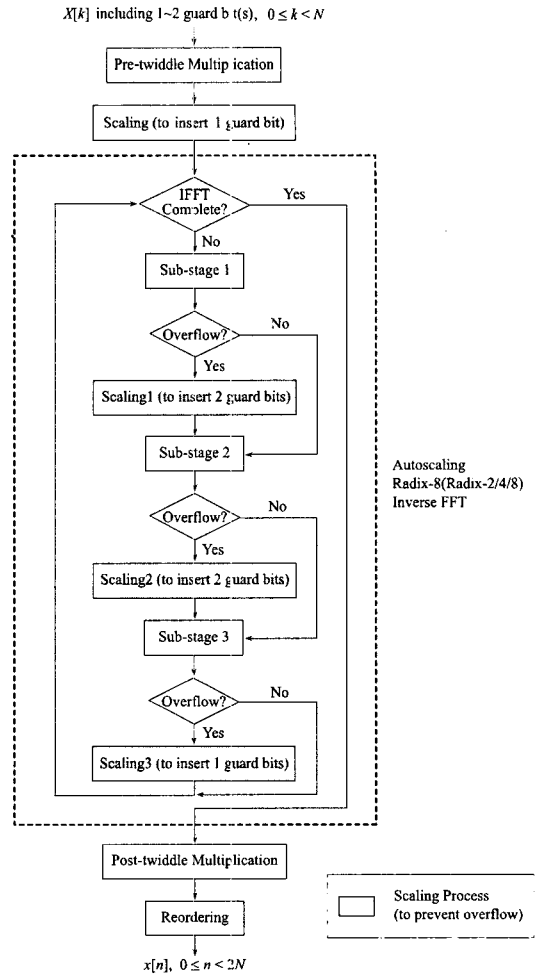 X[k] including 1~2 guard bit(s), 0 ≤ k < N
Pre-twiddle Multiplication
Scaling (to insert 1 guard bit)
IFFT
Complete?
Yes
No
Sub-stage 1
Overflow?
No
Yes
Scaling1 (to insert 2 guard bits)
Sub-stage 2
Overflow?
No
Yes
Scaling2 (to insert 2 guard bits)
Sub-stage 3
Overflow?
No
Yes
Scaling3 (to insert 1 guard bits)
Autoscaling
Radix-8(Radix-2/4/8)
Inverse FFT
Post-twiddle Multiplication
Reordering
x[n], 0 ≤ n < 2N
Scaling Process
(to prevent overflow)